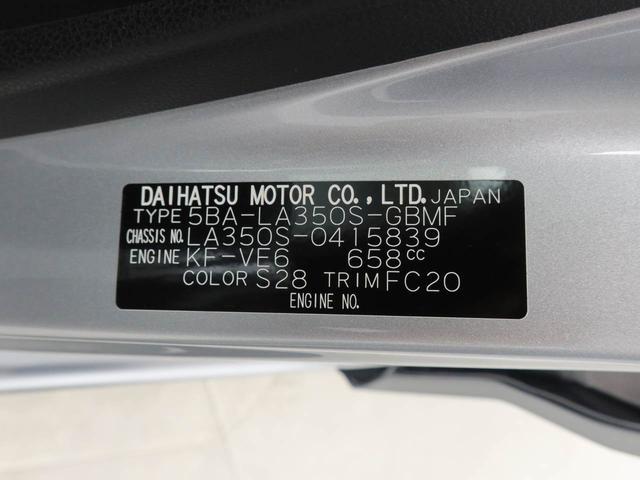 DAIHATSU MOTOR CO.,LTD. JAPAN
TYPE 5BA-LA350S-GBMF
CHASSIS NO. LA350S-0415839
ENGINE KF-VE6 658cc
COLOR S28 TRIM FC20
ENGINE NO.